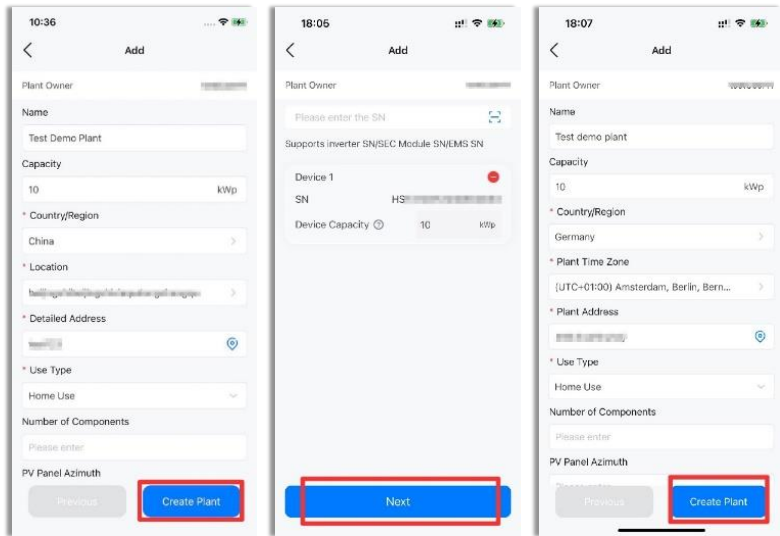 10:36
Add
Plant Owner
Name
Test Demo Plant
Capacity
10 kWp
* Country/Region
China
* Location
* Detailed Address
* Use Type
Home Use
Number of Components
Please enter
PV Panel Azimuth
Previous
Create Plant
18:05
Add
Plant Owner
Please enter the SN
Supports inverter SN/SEC Module SN/EMS SN
Device 1
SN HS
Device Capacity ? 10 kWp
Next
18:07
Add
Plant Owner
Name
Test demo plant
Capacity
10 kWp
* Country/Region
Germany
* Plant Time Zone
(UTC+01:00) Amsterdam, Berlin, Bern...
* Plant Address
* Use Type
Home Use
Number of Components
Please enter
PV Panel Azimuth
Previous
Create Plant